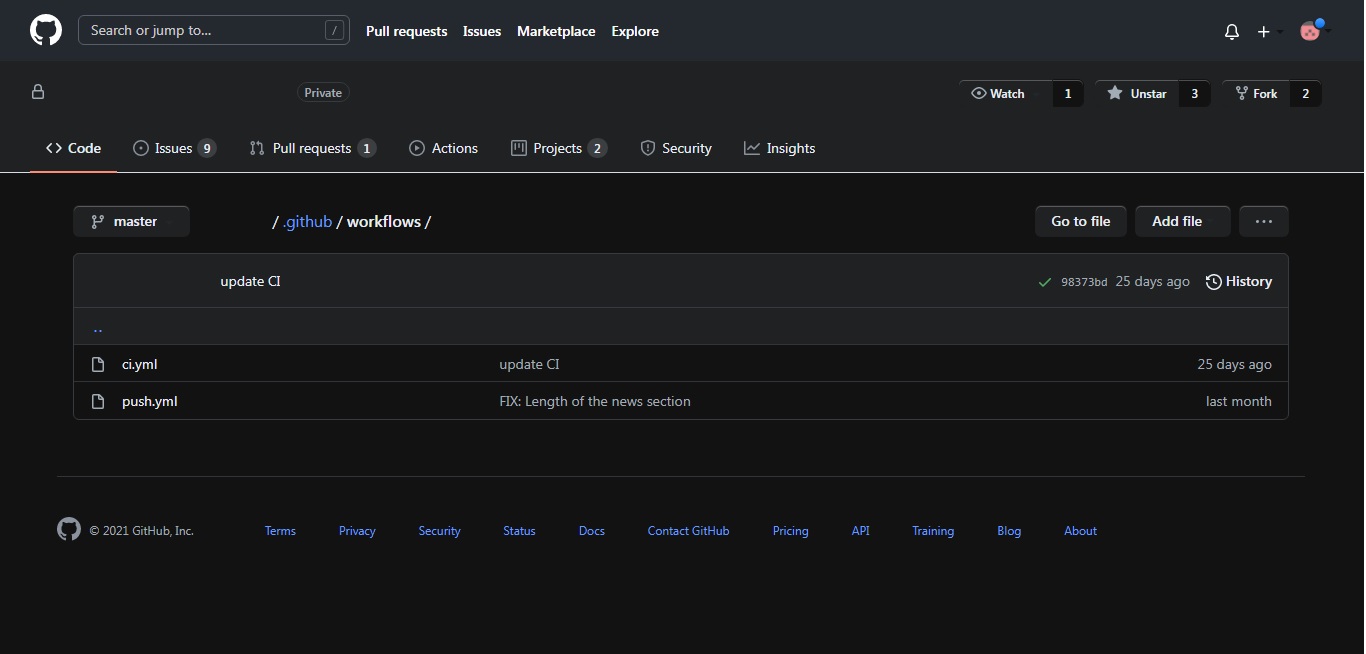 Search or jump to... / Pull requests Issues Marketplace Explore
Private Watch 1 Unstar 3 Fork 2
Code Issues 9 Pull requests 1 Actions Projects 2 Security Insights
master / .github / workflows / Go to file Add file ...
update CI 98373bd 25 days ago History
..
ci.yml update CI 25 days ago
push.yml FIX: Length of the news section last month
© 2021 GitHub, Inc. Terms Privacy Security Status Docs Contact GitHub Pricing API Training Blog About